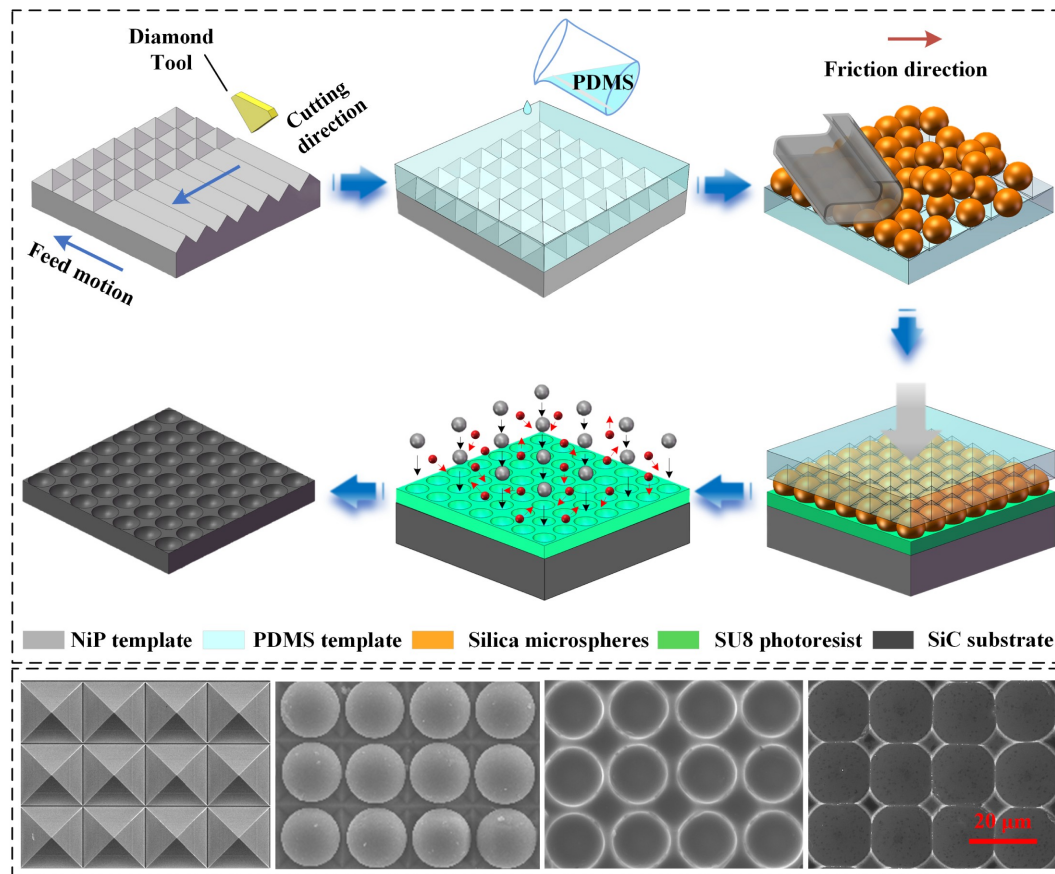 Diamond
Tool
Cutting
direction
Feed motion
PDMS
Friction direction
NiP template
PDMS template
Silica microspheres
SU8 photoresist
SiC substrate
20 μm